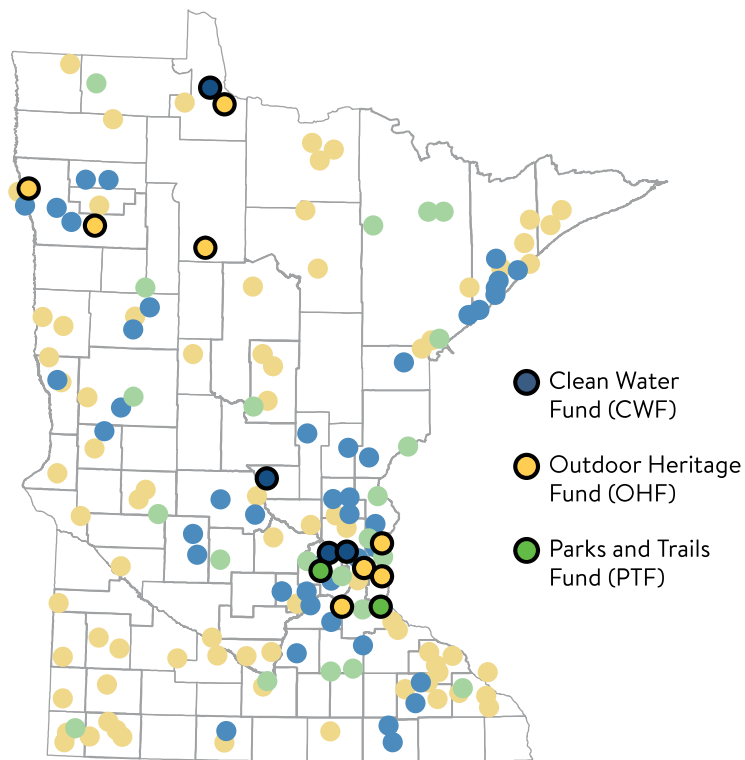 Clean Water
Fund (CWF)
Outdoor Heritage
Fund (OHF)
Parks and Trails
Fund (PTF)